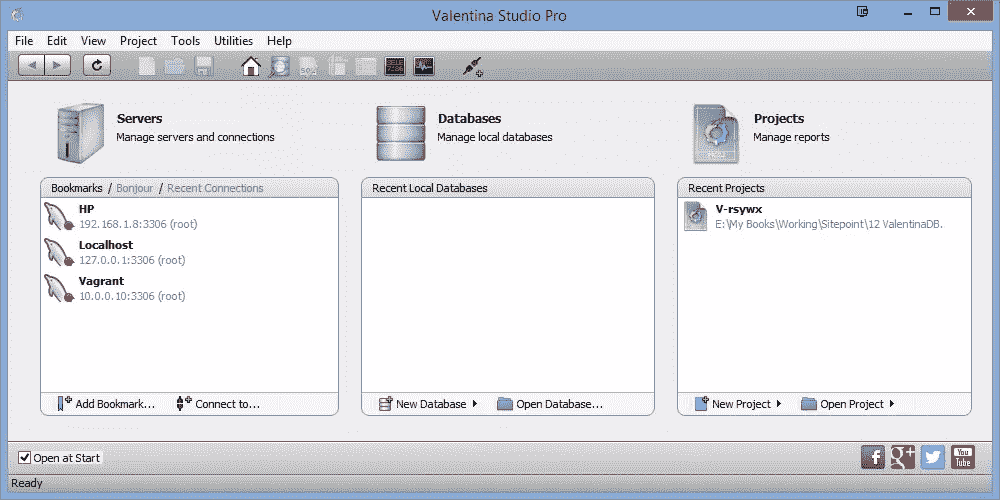 Valentina Studio Pro
File Edit View Project Tools Utilities Help
Servers
Manage servers and connections
Databases
Manage local databases
Projects
Manage reports
Bookmarks / Bonjour / Recent Connections
HP
192.168.1.8:3306 (root)
Localhost
127.0.0.1:3306 (root)
Vagrant
10.0.0.10:3306 (root)
Add Bookmark... Connect to...
Recent Local Databases
New Database Open Database...
Recent Projects
V-rsywx
E:\My Books\Working\Sitepoint\12 ValentinaDB.
New Project Open Project
Open at Start
You
Tube
Ready